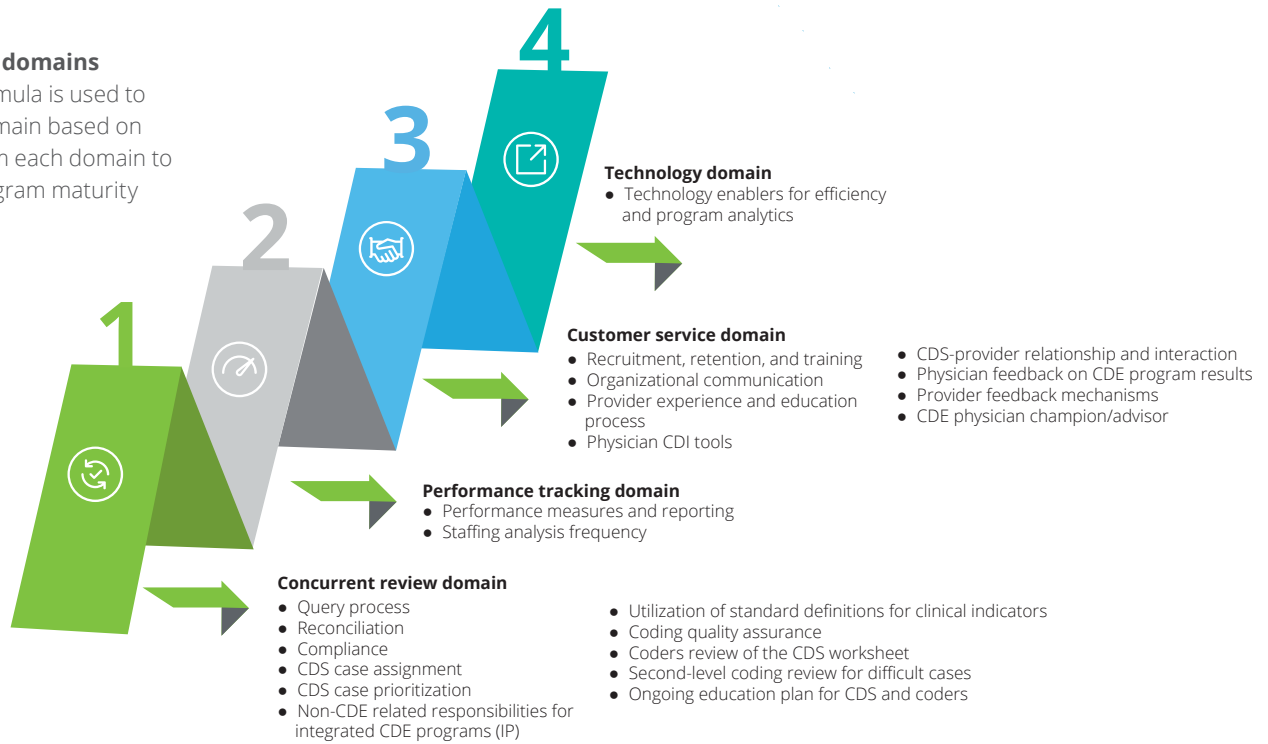 domains
mula is used to
main based on
each domain to
gram maturity
1
2
3
4
Technology domain
● Technology enablers for efficiency
and program analytics
Customer service domain
● Recruitment, retention, and training
● Organizational communication
● Provider experience and education
process
● Physician CDI tools
● CDS-provider relationship and interaction
● Physician feedback on CDE program results
● Provider feedback mechanisms
● CDE physician champion/advisor
Performance tracking domain
● Performance measures and reporting
● Staffing analysis frequency
Concurrent review domain
● Query process
● Reconciliation
● Compliance
● CDS case assignment
● CDS case prioritization
● Non-CDE related responsibilities for
integrated CDE programs (IP)
● Utilization of standard definitions for clinical indicators
● Coding quality assurance
● Coders review of the CDS worksheet
● Second-level coding review for difficult cases
● Ongoing education plan for CDS and coders